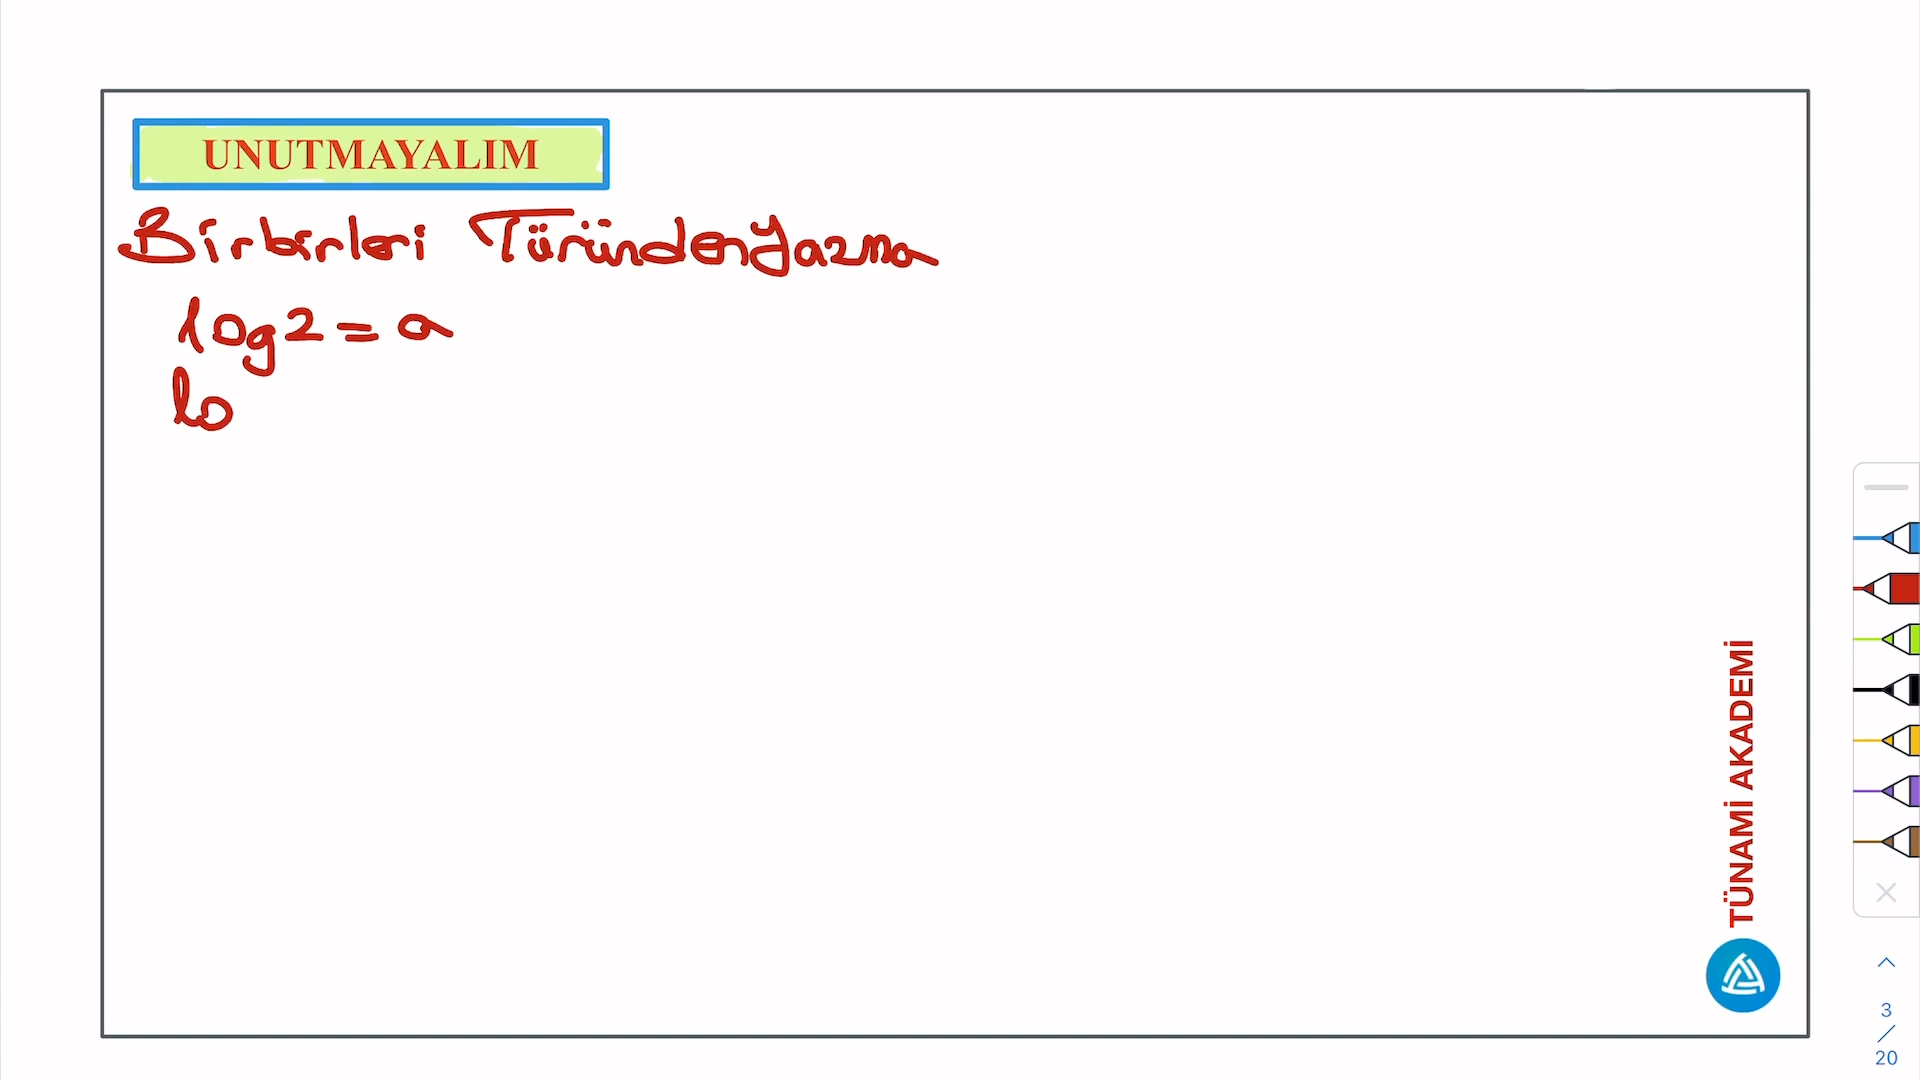 UNUTMAYALIM
Birbirleri Türünden Yazma
log2 = a
lo
TÜNAMİ AKADEMİ
3
/
20